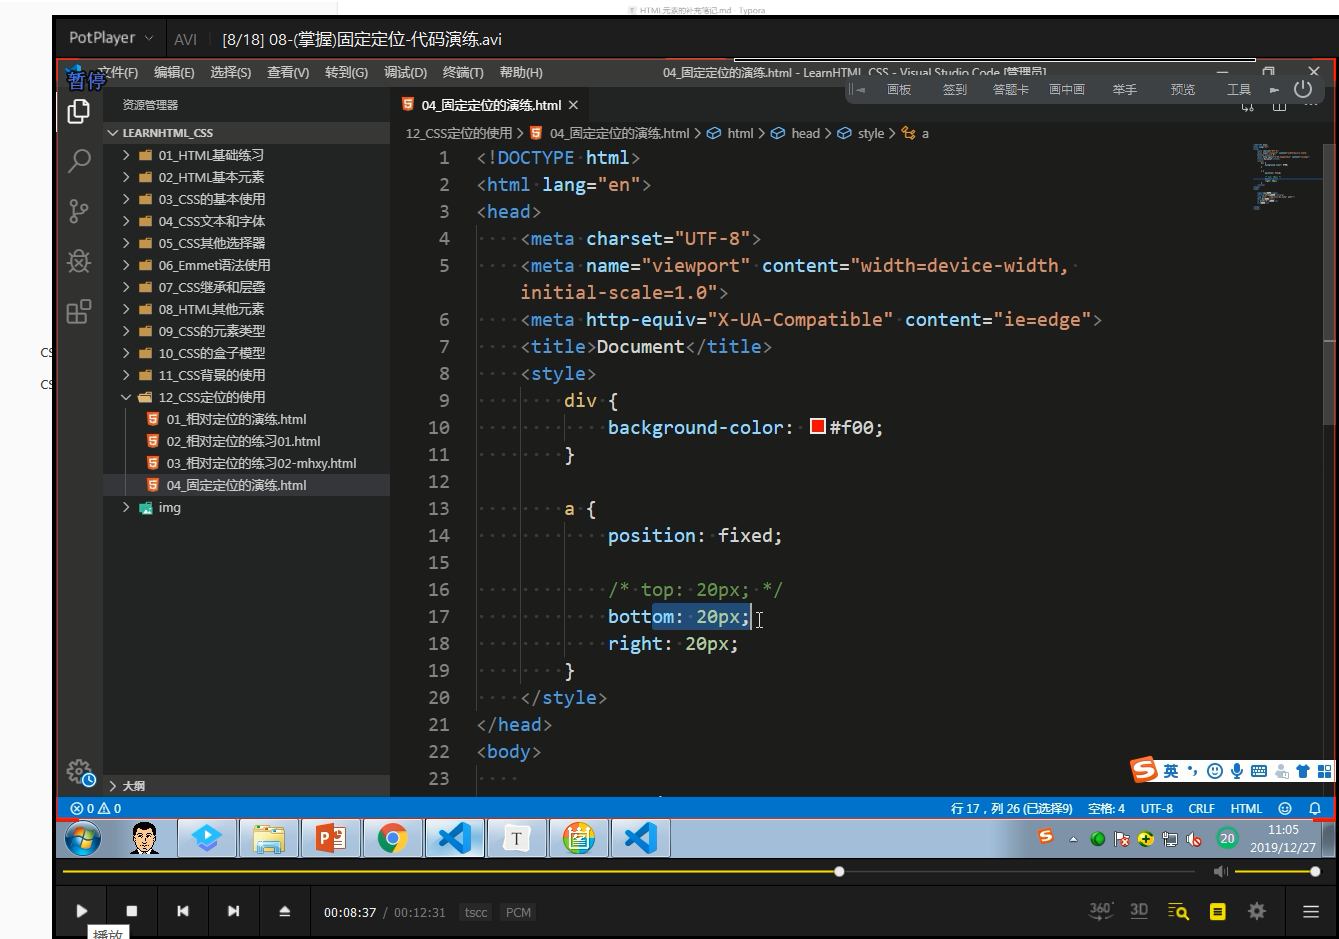 HTML元素的补充笔记.md - Typora
PotPlayer AVI [8/18] 08-(掌握)固定定位-代码演练.avi
暂停
文件(F) 编辑(E) 选择(S) 查看(V) 转到(G) 调试(D) 终端(T) 帮助(H) 04_固定定位的演练.html - LearnHTML_CSS - Visual Studio Code [管理员]
画板 签到 答题卡 画中画 举手 预览 工具
资源管理器
04_固定定位的演练.html
LEARNHTML_CSS
12_CSS定位的使用 > 04_固定定位的演练.html > html > head > style > a
01_HTML基础练习
02_HTML基本元素
03_CSS的基本使用
04_CSS文本和字体
05_CSS其他选择器
06_Emmet语法使用
07_CSS继承和层叠
08_HTML其他元素
09_CSS的元素类型
10_CSS的盒子模型
11_CSS背景的使用
12_CSS定位的使用
01_相对定位的演练.html
02_相对定位的练习01.html
03_相对定位的练习02-mhxy.html
04_固定定位的演练.html
img
大纲
CS
CS
1 <!DOCTYPE html>
2 <html lang="en">
3 <head>
4 <meta charset="UTF-8">
5 <meta name="viewport" content="width=device-width,
initial-scale=1.0">
6 <meta http-equiv="X-UA-Compatible" content="ie=edge">
7 <title>Document</title>
8 <style>
9 div {
10 background-color: #f00;
11 }
12
13 a {
14 position: fixed;
15
16 /* top: 20px; */
17 bottom: 20px;
18 right: 20px;
19 }
20 </style>
21 </head>
22 <body>
23
英
0 0 行 17，列 26 (已选择9) 空格: 4 UTF-8 CRLF HTML
20
11:05
2019/12/27
00:08:37 / 00:12:31 tscc PCM
360° 3D
播放